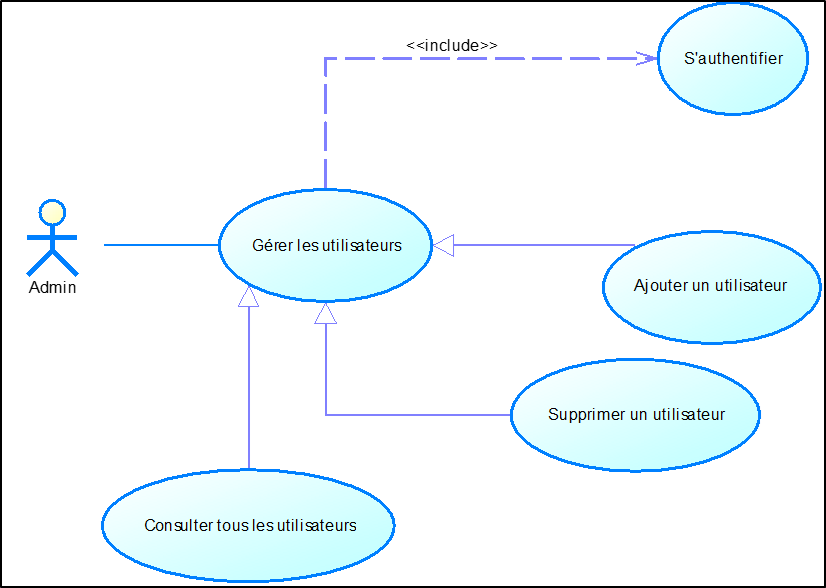 <<include>>
S'authentifier
Gérer les utilisateurs
Admin
Ajouter un utilisateur
Supprimer un utilisateur
Consulter tous les utilisateurs